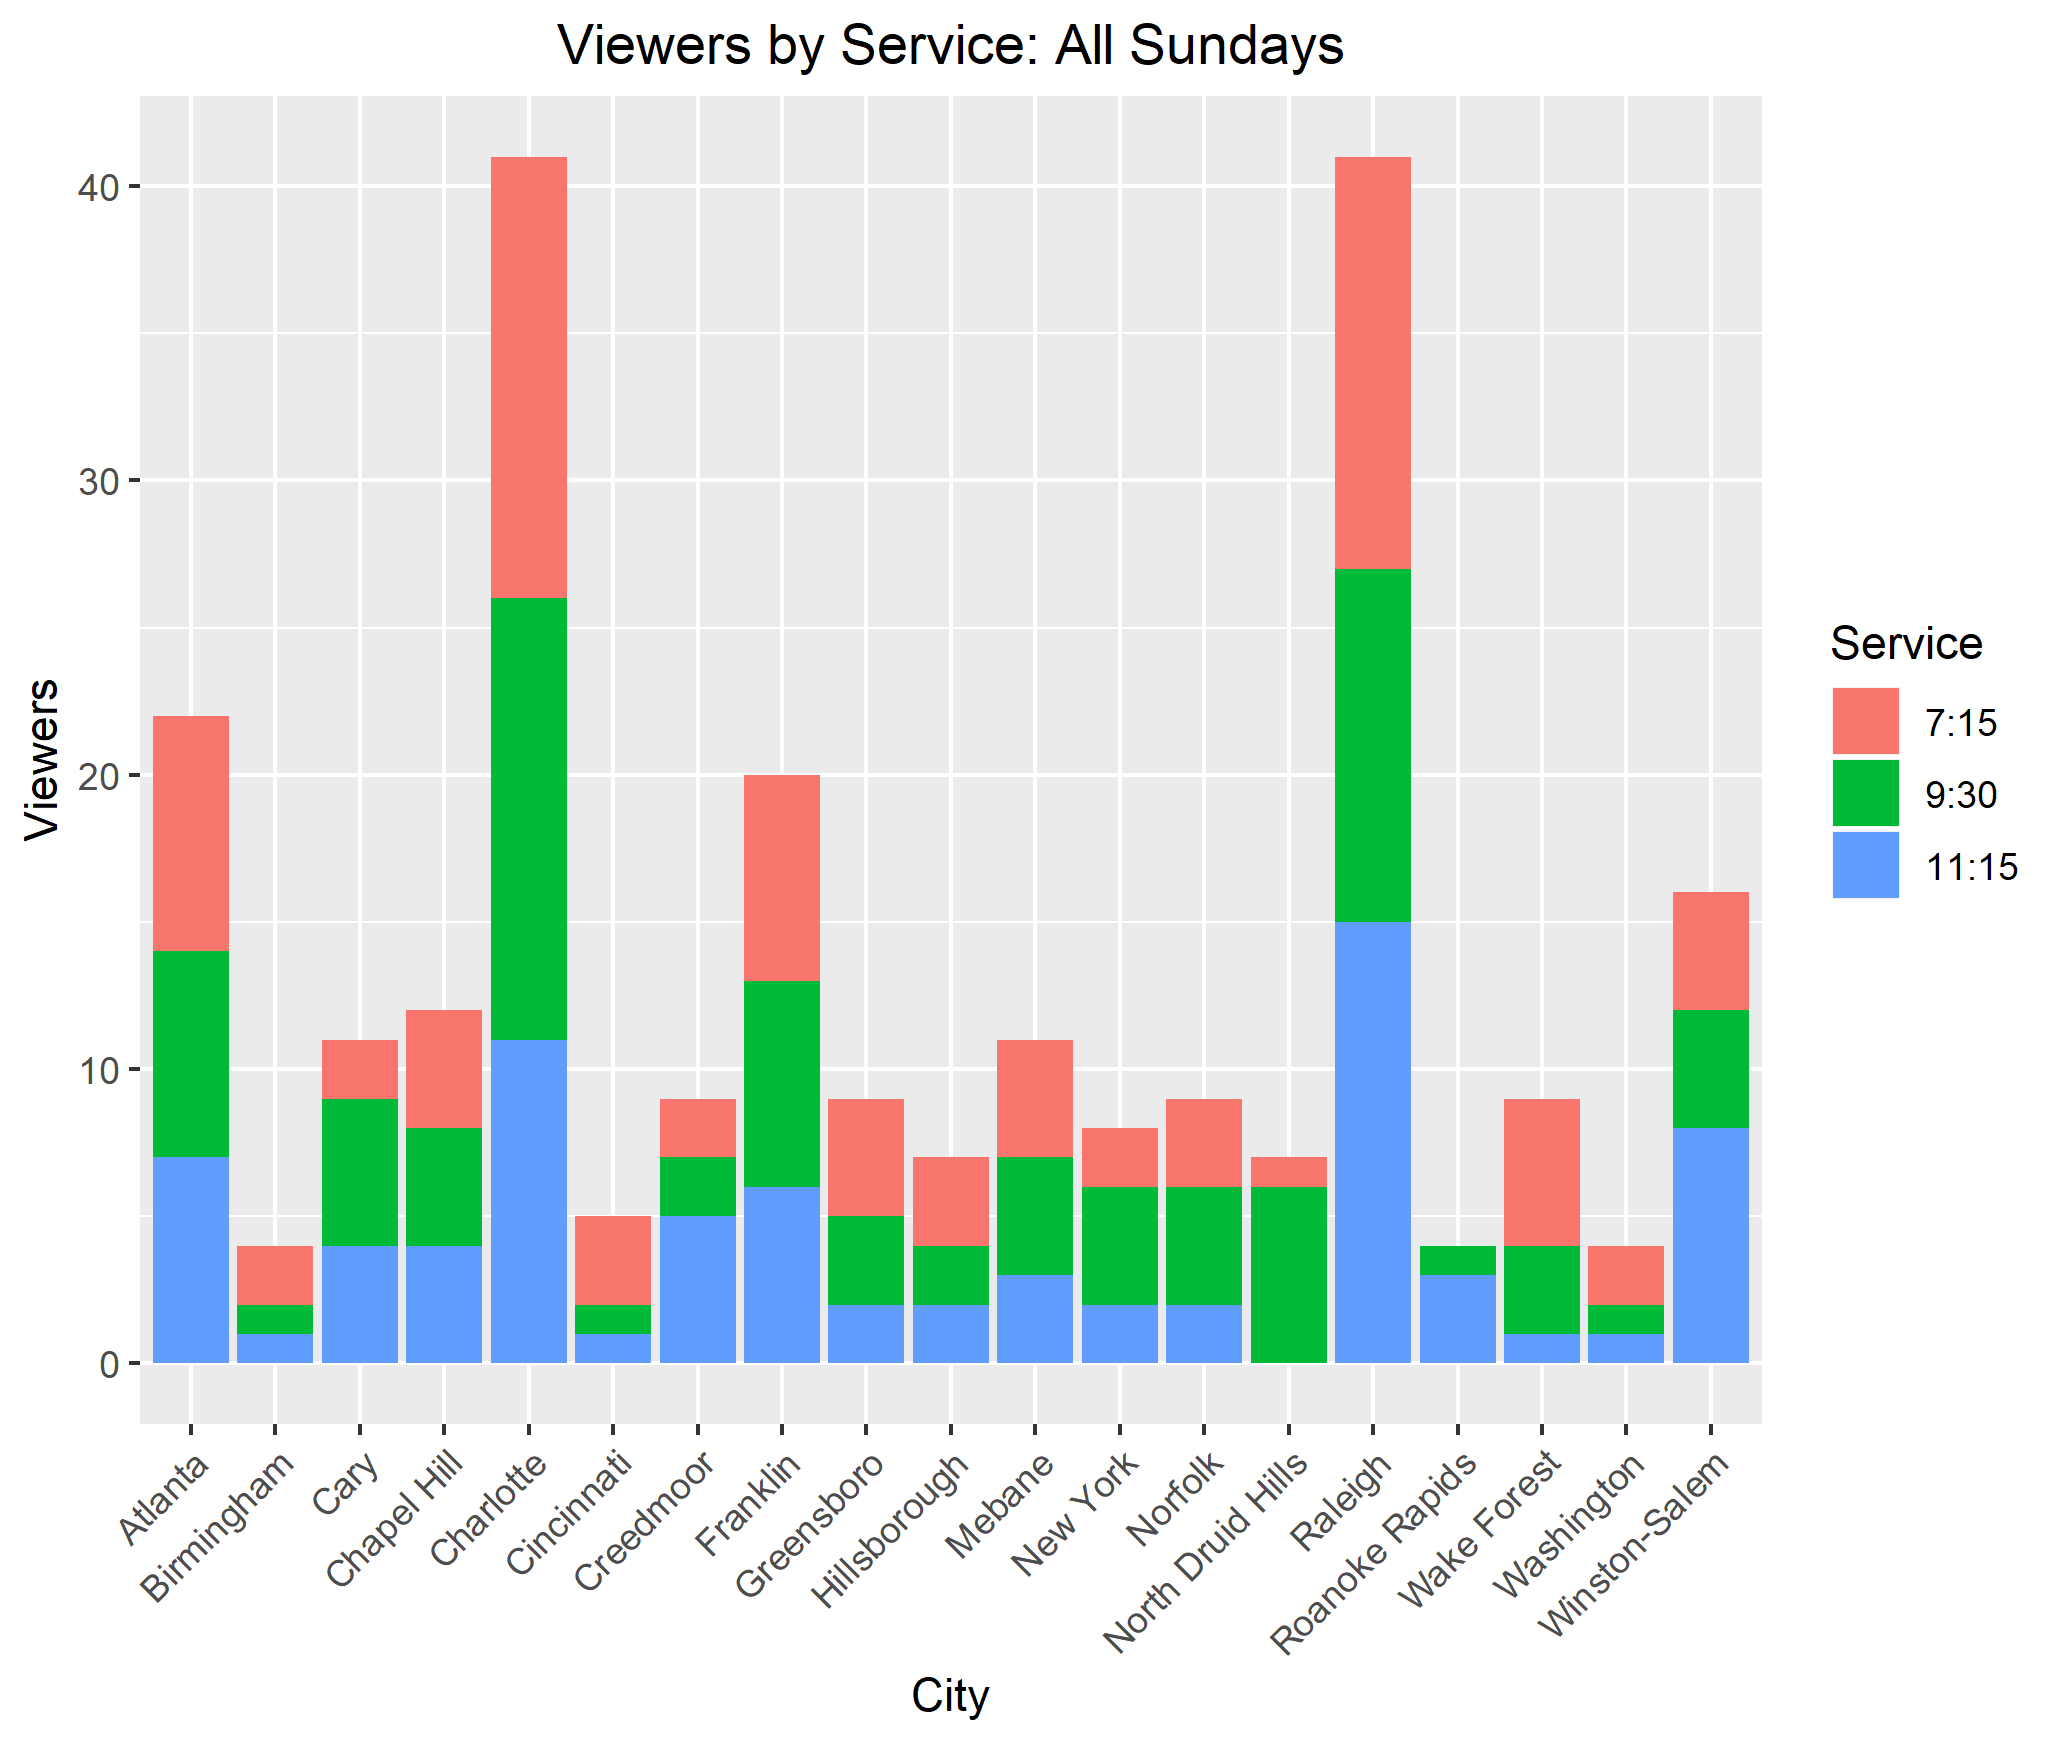 Viewers by Service: All Sundays
Viewers
40
30
20
10
0
Atlanta
Birmingham
Cary
Chapel Hill
Charlotte
Cincinnati
Creedmoor
Franklin
Greensboro
Hillsborough
Mebane
New York
Norfolk
North Druid Hills
Raleigh
Roanoke Rapids
Wake Forest
Washington
Winston-Salem
City
Service
7:15
9:30
11:15